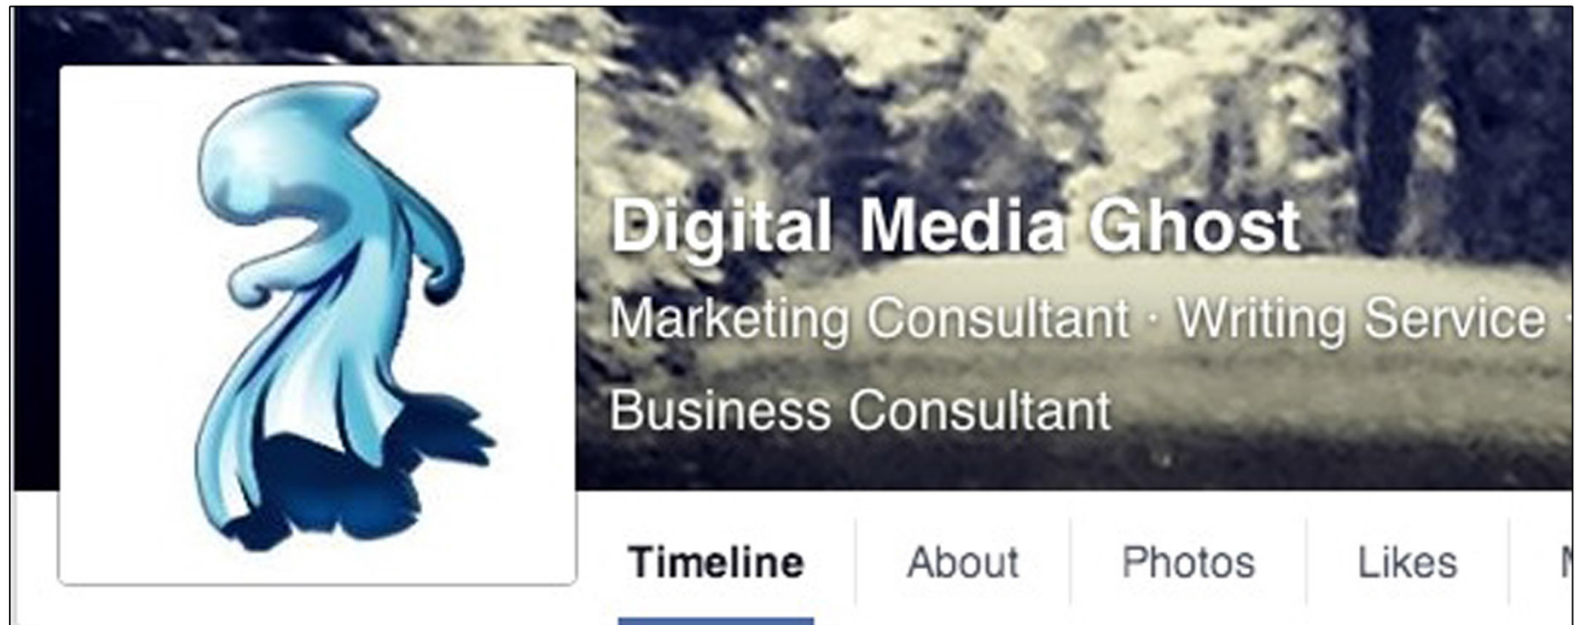 Digital Media Ghost
Marketing Consultant · Writing Service ·
Business Consultant
Timeline About Photos Likes